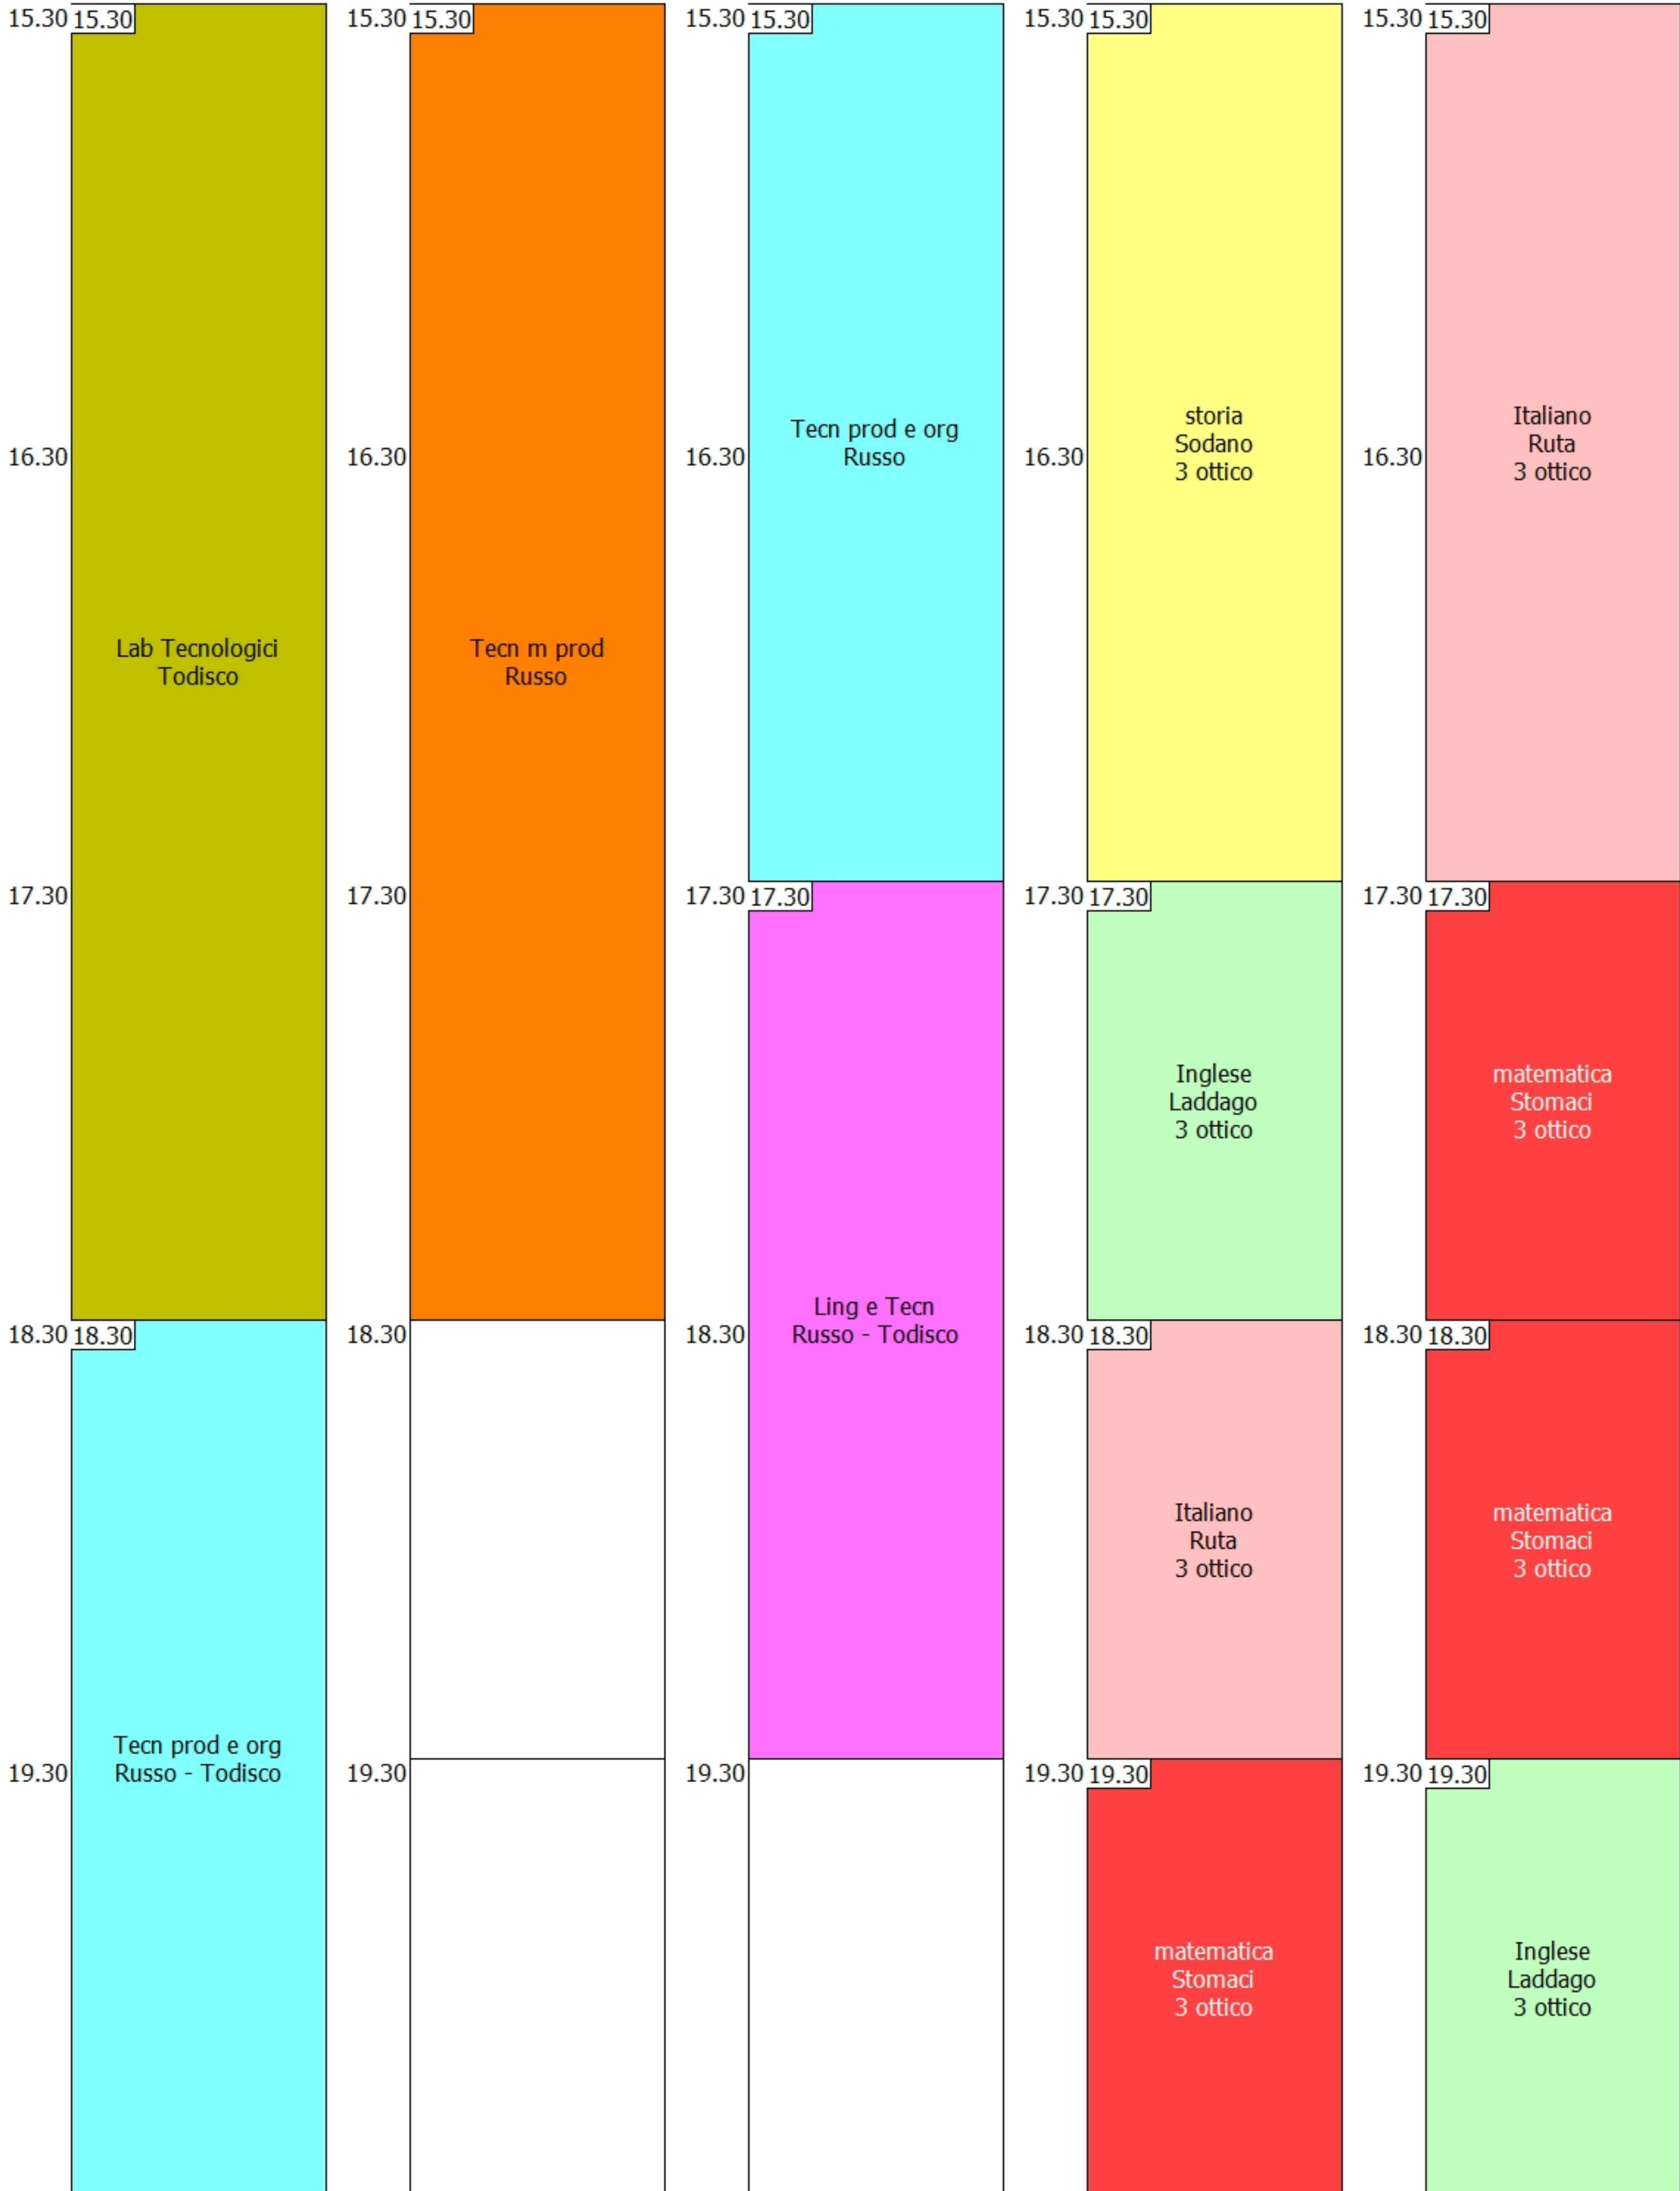 15.30 15.30 15.30 15.30 15.30 15.30 15.30 15.30 15.30 15.30
storia Italiano
Tecn prod e org Sodano Ruta
16.30 16.30 16.30 Russo 16.30 3 ottico 16.30 3 ottico
Lab Tecnologici Tecn m prod
Todisco Russo
17.30 17.30 17.30 17.30 17.30 17.30 17.30 17.30
Inglese matematica
Laddago Stomaci
3 ottico 3 ottico
Ling e Tecn
18.30 18.30 18.30 18.30 Russo - Todisco 18.30 18.30 18.30 18.30
Italiano matematica
Ruta Stomaci
3 ottico 3 ottico
Tecn prod e org
19.30 Russo - Todisco 19.30 19.30 19.30 19.30 19.30 19.30
matematica Inglese
Stomaci Laddago
3 ottico 3 ottico